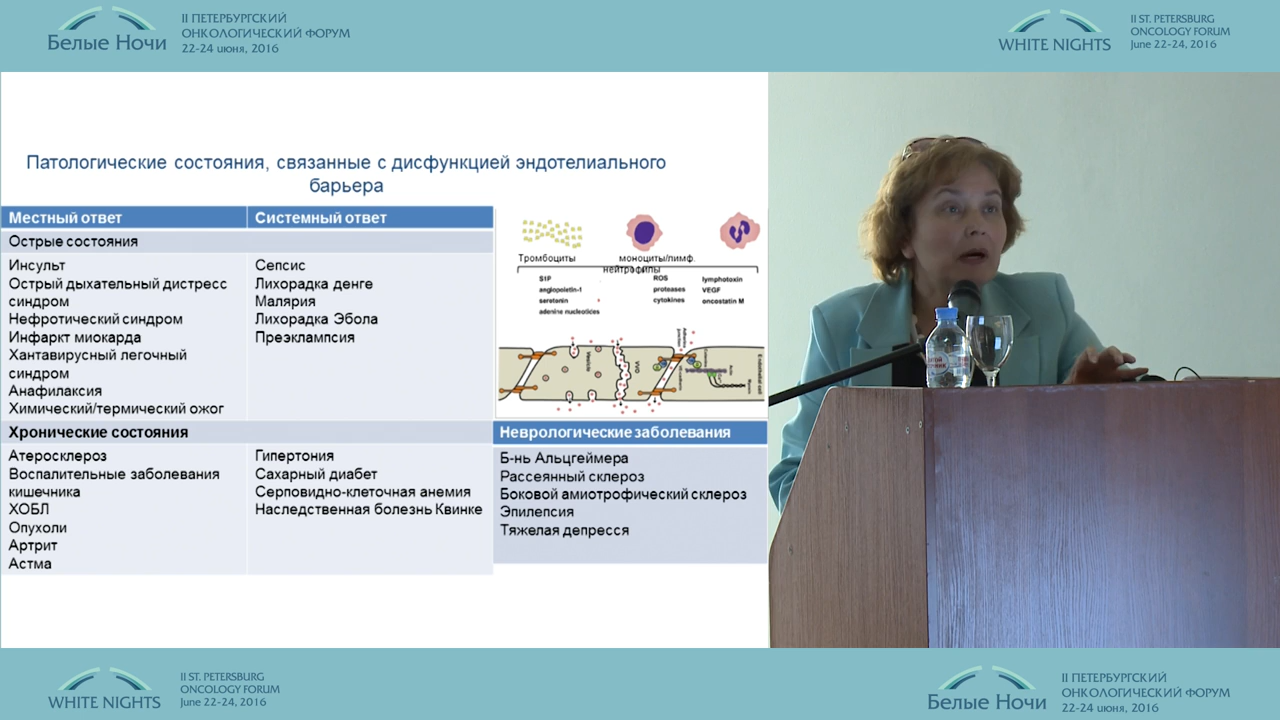 Белые Ночи
II ПЕТЕРБУРГСКИЙ
ОНКОЛОГИЧЕСКИЙ ФОРУМ
22-24 июня, 2016
WHITE NIGHTS
II ST. PETERSBURG
ONCOLOGY FORUM
June 22-24, 2016
Патологические состояния, связанные с дисфункцией эндотелиального
барьера
Местный ответ
Системный ответ
Острые состояния
Инсульт
Острый дыхательный дистресс
синдром
Нефротический синдром
Инфаркт миокарда
Хантавирусный легочный
синдром
Анафилаксия
Химический/термический ожог
Сепсис
Лихорадка денге
Малярия
Лихорадка Эбола
Преэклампсия
Тромбоциты
моноциты/лимф.
нейтрофилы
S1P
angiopoietin-1
serotonin
adenine nucleotides
ROS
proteases
cytokines
lymphotoxin
VEGF
oncostatin M
VVO
Хронические состояния
Атеросклероз
Воспалительные заболевания
кишечника
ХОБЛ
Опухоли
Артрит
Астма
Гипертония
Сахарный диабет
Серповидно-клеточная анемия
Наследственная болезнь Квинке
Неврологические заболевания
Б-нь Альцгеймера
Рассеянный склероз
Боковой амиотрофический склероз
Эпилепсия
Тяжелая депресся
WHITE NIGHTS
II ST. PETERSBURG
ONCOLOGY FORUM
June 22-24, 2016
Белые Ночи
II ПЕТЕРБУРГСКИЙ
ОНКОЛОГИЧЕСКИЙ ФОРУМ
22-24 июня, 2016